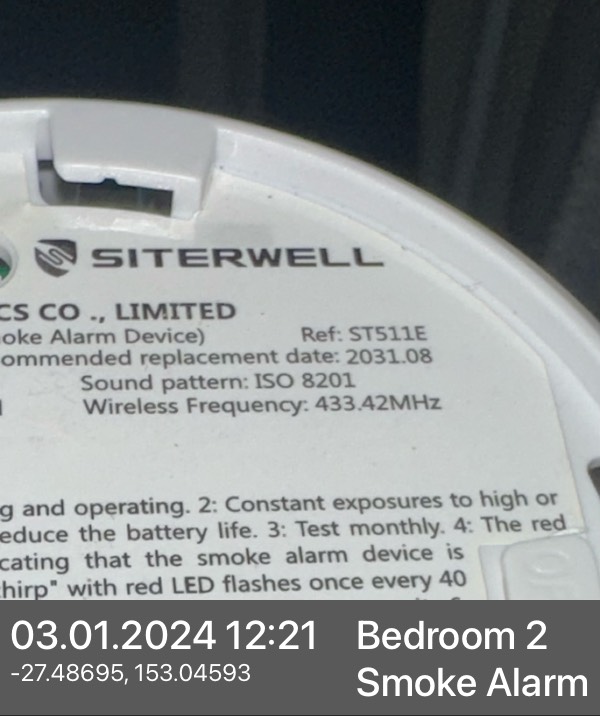 SITERWELL
CS CO ., LIMITED
oke Alarm Device) Ref: ST511E
ommended replacement date: 2031.08
Sound pattern: ISO 8201
Wireless Frequency: 433.42MHz
g and operating. 2: Constant exposures to high or
educe the battery life. 3: Test monthly. 4: The red
cating that the smoke alarm device is
hirp" with red LED flashes once every 40
03.01.2024 12:21 Bedroom 2
-27.48695, 153.04593 Smoke Alarm